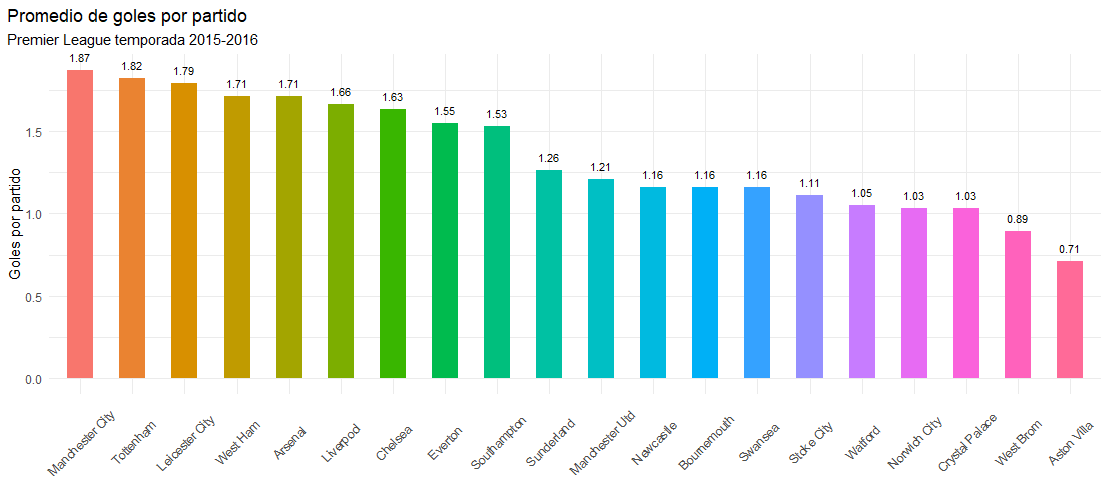 Promedio de goles por partido
Premier League temporada 2015-2016
Goles por partido
1.5
1.0
0.5
0.0
1.87
1.82
1.79
1.71
1.71
1.66
1.63
1.55
1.53
1.26
1.21
1.16
1.16
1.16
1.11
1.05
1.03
1.03
0.89
0.71
Manchester City
Tottenham
Leicester City
West Ham
Arsenal
Liverpool
Chelsea
Everton
Southampton
Sunderland
Manchester Utd
Newcastle
Bournemouth
Swansea
Stoke City
Watford
Norwich City
Crystal Palace
West Brom
Aston Villa